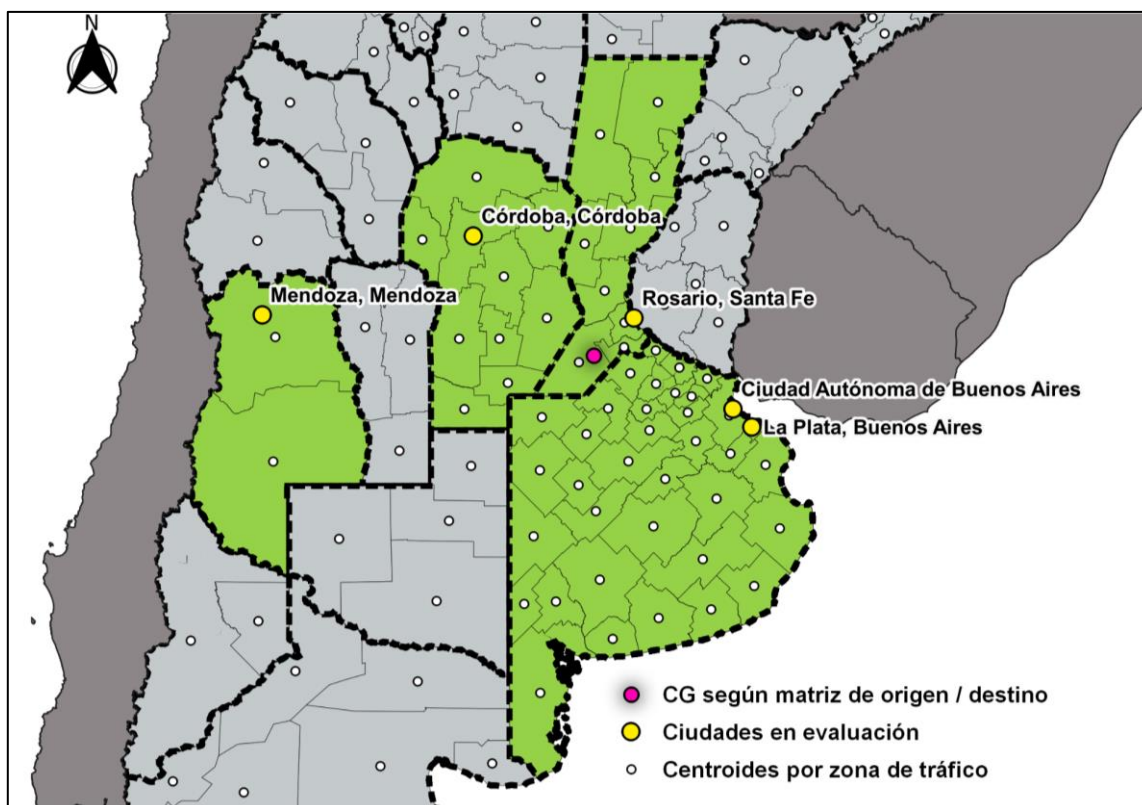 N
Córdoba, Córdoba
Mendoza, Mendoza
Rosario, Santa Fe
Ciudad Autónoma de Buenos Aires
La Plata, Buenos Aires
CG según matriz de origen / destino
Ciudades en evaluación
Centroides por zona de tráfico